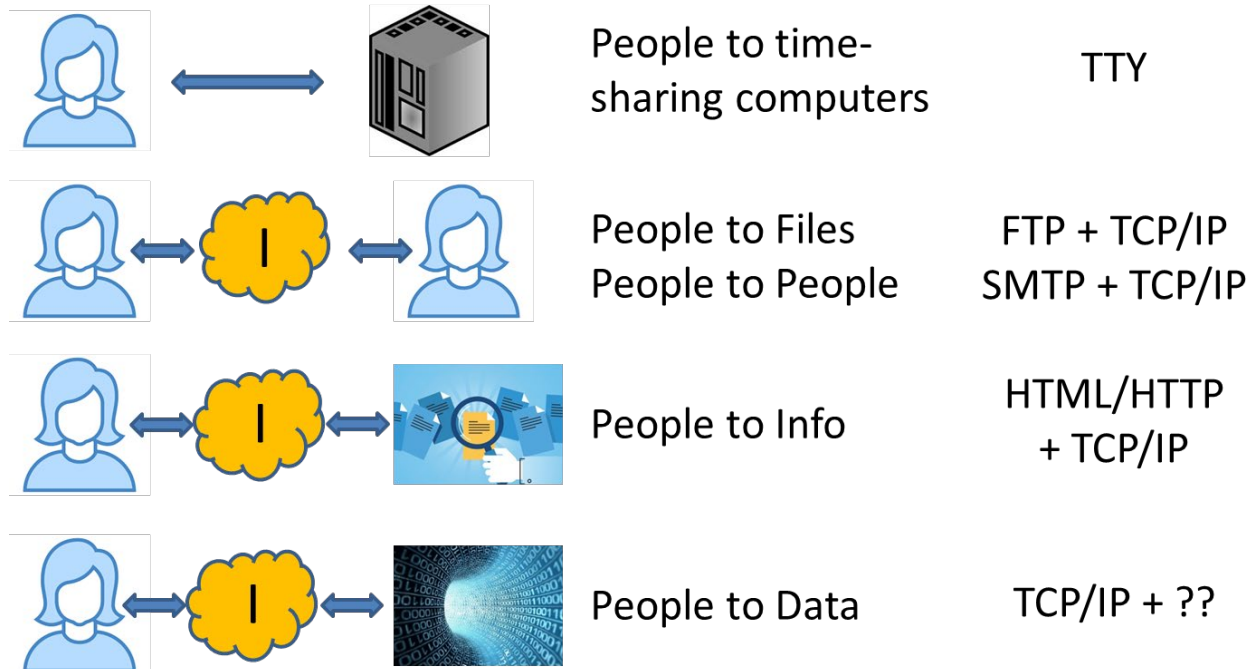 People to time-
sharing computers
TTY
I
People to Files
People to People
FTP + TCP/IP
SMTP + TCP/IP
I
People to Info
HTML/HTTP
+ TCP/IP
I
People to Data
TCP/IP + ??